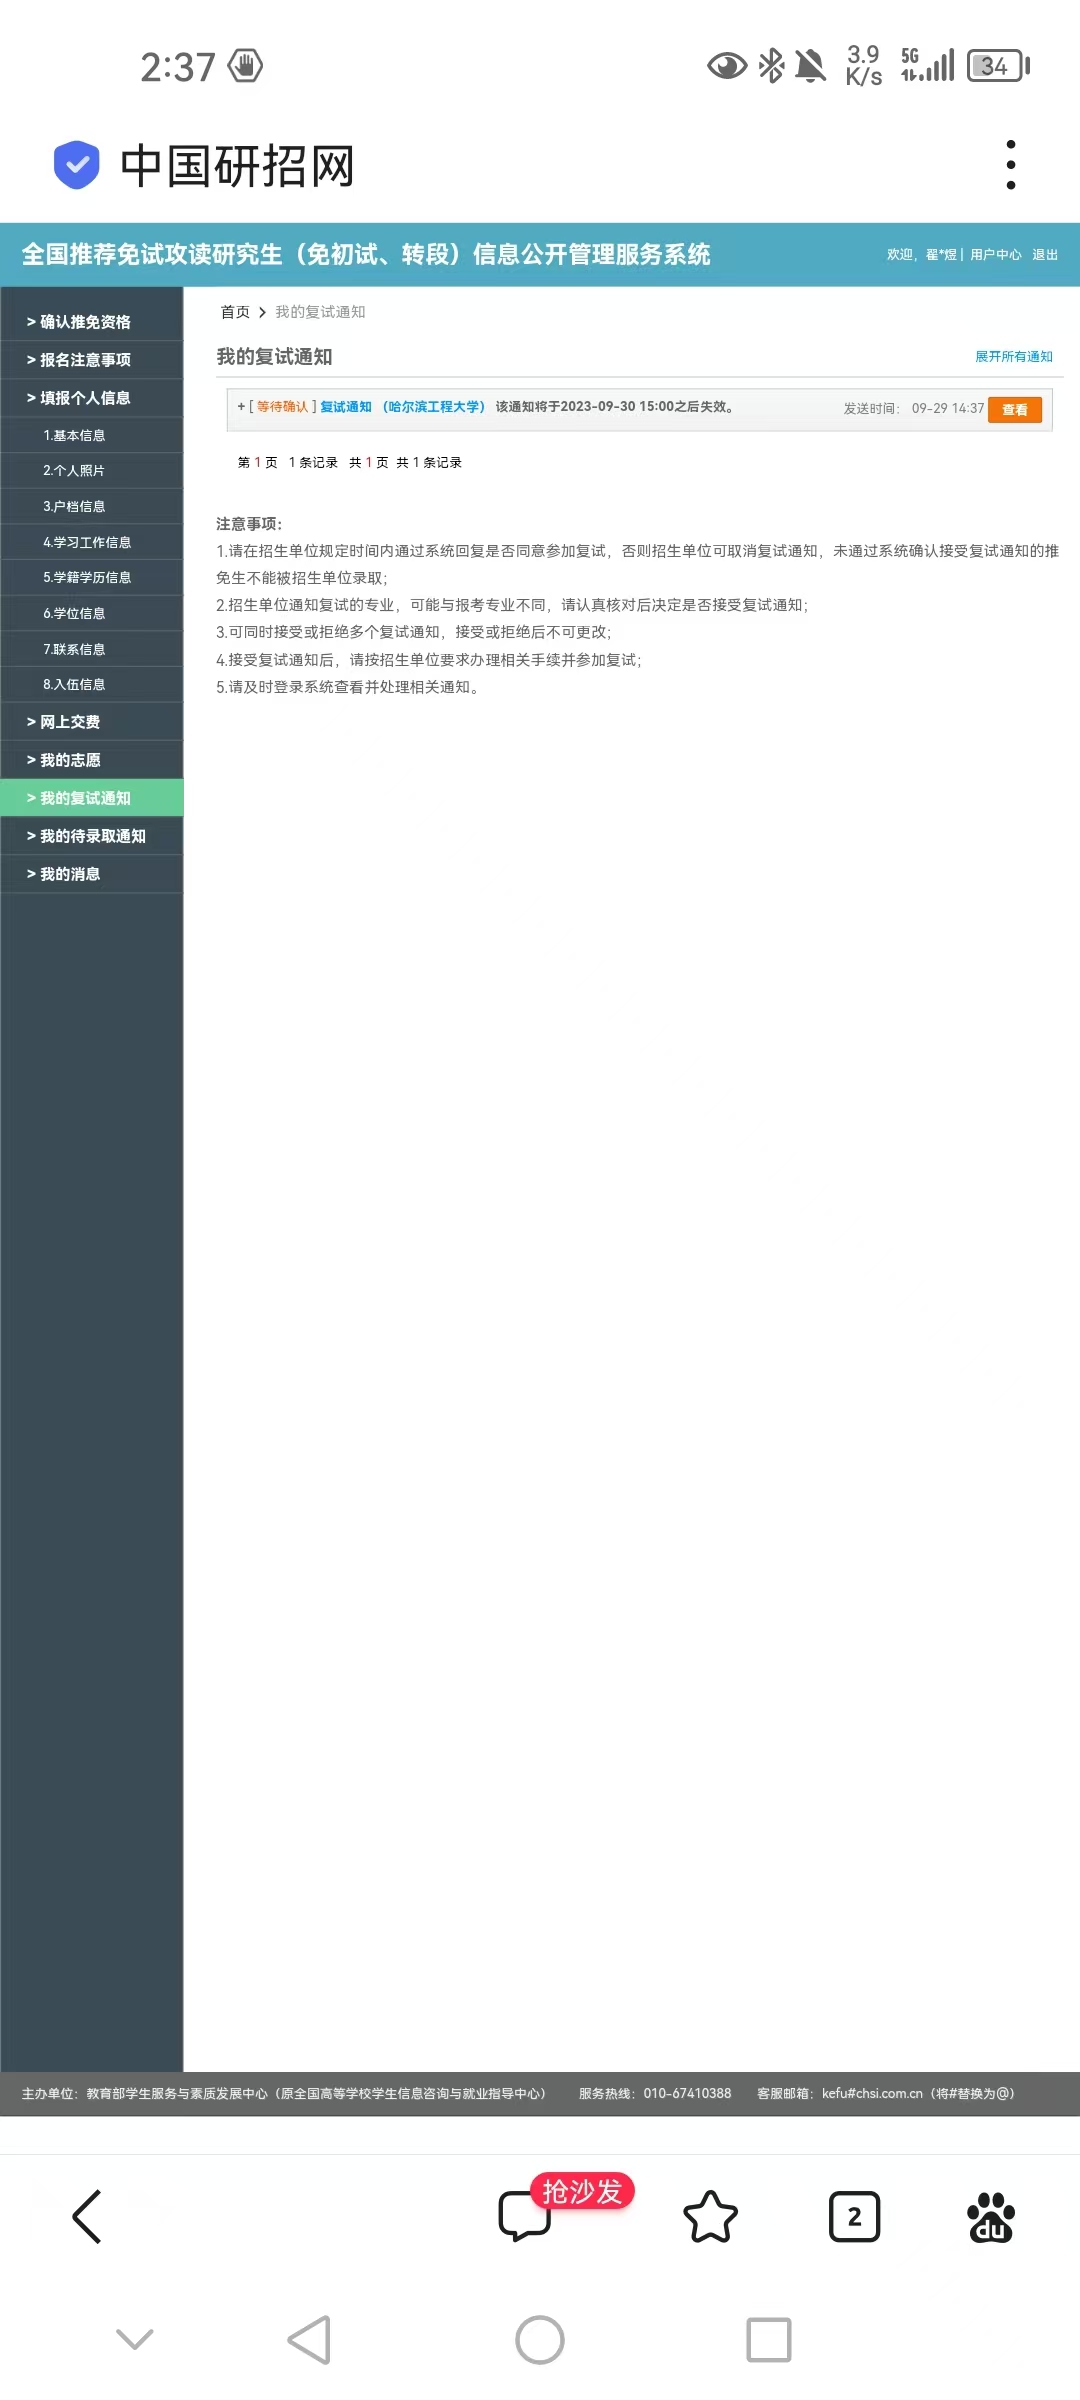 2:37
3.9 K/s
5G
34
中国研招网
全国推荐免试攻读研究生（免初试、转段）信息公开管理服务系统
欢迎，翟*煜 | 用户中心 退出
> 确认推免资格
> 报名注意事项
> 填报个人信息
1.基本信息
2.个人照片
3.户档信息
4.学习工作信息
5.学籍学历信息
6.学位信息
7.联系信息
8.入伍信息
> 网上交费
> 我的志愿
> 我的复试通知
> 我的待录取通知
> 我的消息
首页 > 我的复试通知
我的复试通知
展开所有通知
+ [ 等待确认 ] 复试通知 （哈尔滨工程大学） 该通知将于2023-09-30 15:00之后失效。
发送时间： 09-29 14:37 查看
第 1 页 1 条记录 共 1 页 共 1 条记录
注意事项：
1.请在招生单位规定时间内通过系统回复是否同意参加复试，否则招生单位可取消复试通知，未通过系统确认接受复试通知的推
免生不能被招生单位录取；
2.招生单位通知复试的专业，可能与报考专业不同，请认真核对后决定是否接受复试通知；
3.可同时接受或拒绝多个复试通知，接受或拒绝后不可更改；
4.接受复试通知后，请按招生单位要求办理相关手续并参加复试；
5.请及时登录系统查看并处理相关通知。
主办单位：教育部学生服务与素质发展中心（原全国高等学校学生信息咨询与就业指导中心） 服务热线：010-67410388 客服邮箱：kefu#chsi.com.cn（将#替换为@）
抢沙发
2
du